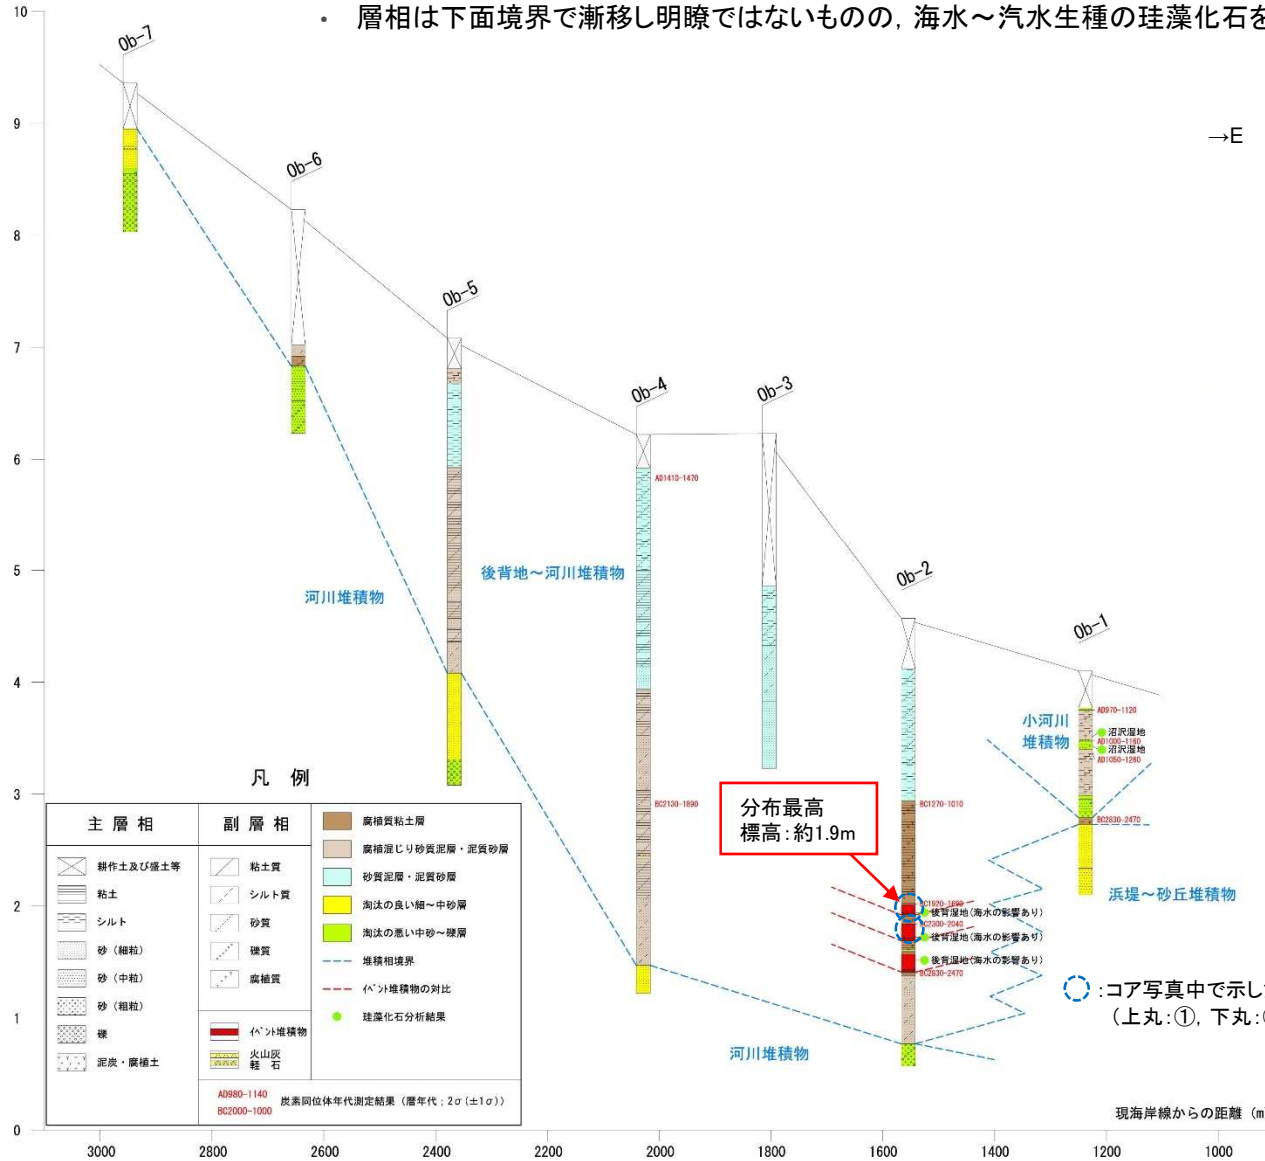 ・ 層相は下面境界で漸移し明瞭ではないものの，海水～汽水生種の珪藻化石を
→E
Ob-7
Ob-6
Ob-5
Ob-4
Ob-3
Ob-2
Ob-1
10
9
8
7
6
5
4
3
2
1
0
AD1410-1470
BC2130-1890
BC1270-1010
BC1920-1690
後背湿地(海水の影響あり)
BC2300-2040
後背湿地(海水の影響あり)
後背湿地(海水の影響あり)
BC2830-2470
AD970-1120
沼沢湿地
AD1000-1160
沼沢湿地
AD1050-1260
BC2830-2470
河川堆積物
後背地～河川堆積物
小河川
堆積物
浜堤～砂丘堆積物
河川堆積物
分布最高
標高：約1.9m
：コア写真中で示し
（上丸：①，下丸：
凡 例
主 層 相
耕作土及び盛土等
粘土
シルト
砂（細粒）
砂（中粒）
砂（粗粒）
礫
泥炭・腐植土
副 層 相
粘土質
シルト質
砂質
礫質
腐植質
イベント堆積物
火山灰
軽 石
腐植質粘土層
腐植混じり砂質泥層・泥質砂層
砂質泥層・泥質砂層
淘汰の良い細～中砂層
淘汰の悪い中砂～礫層
堆積相境界
イベント堆積物の対比
珪藻化石分析結果
AD980-1140
BC2000-1000
炭素同位体年代測定結果（暦年代；2σ(±1σ)）
現海岸線からの距離（m
3000 2800 2600 2400 2200 2000 1800 1600 1400 1200 1000